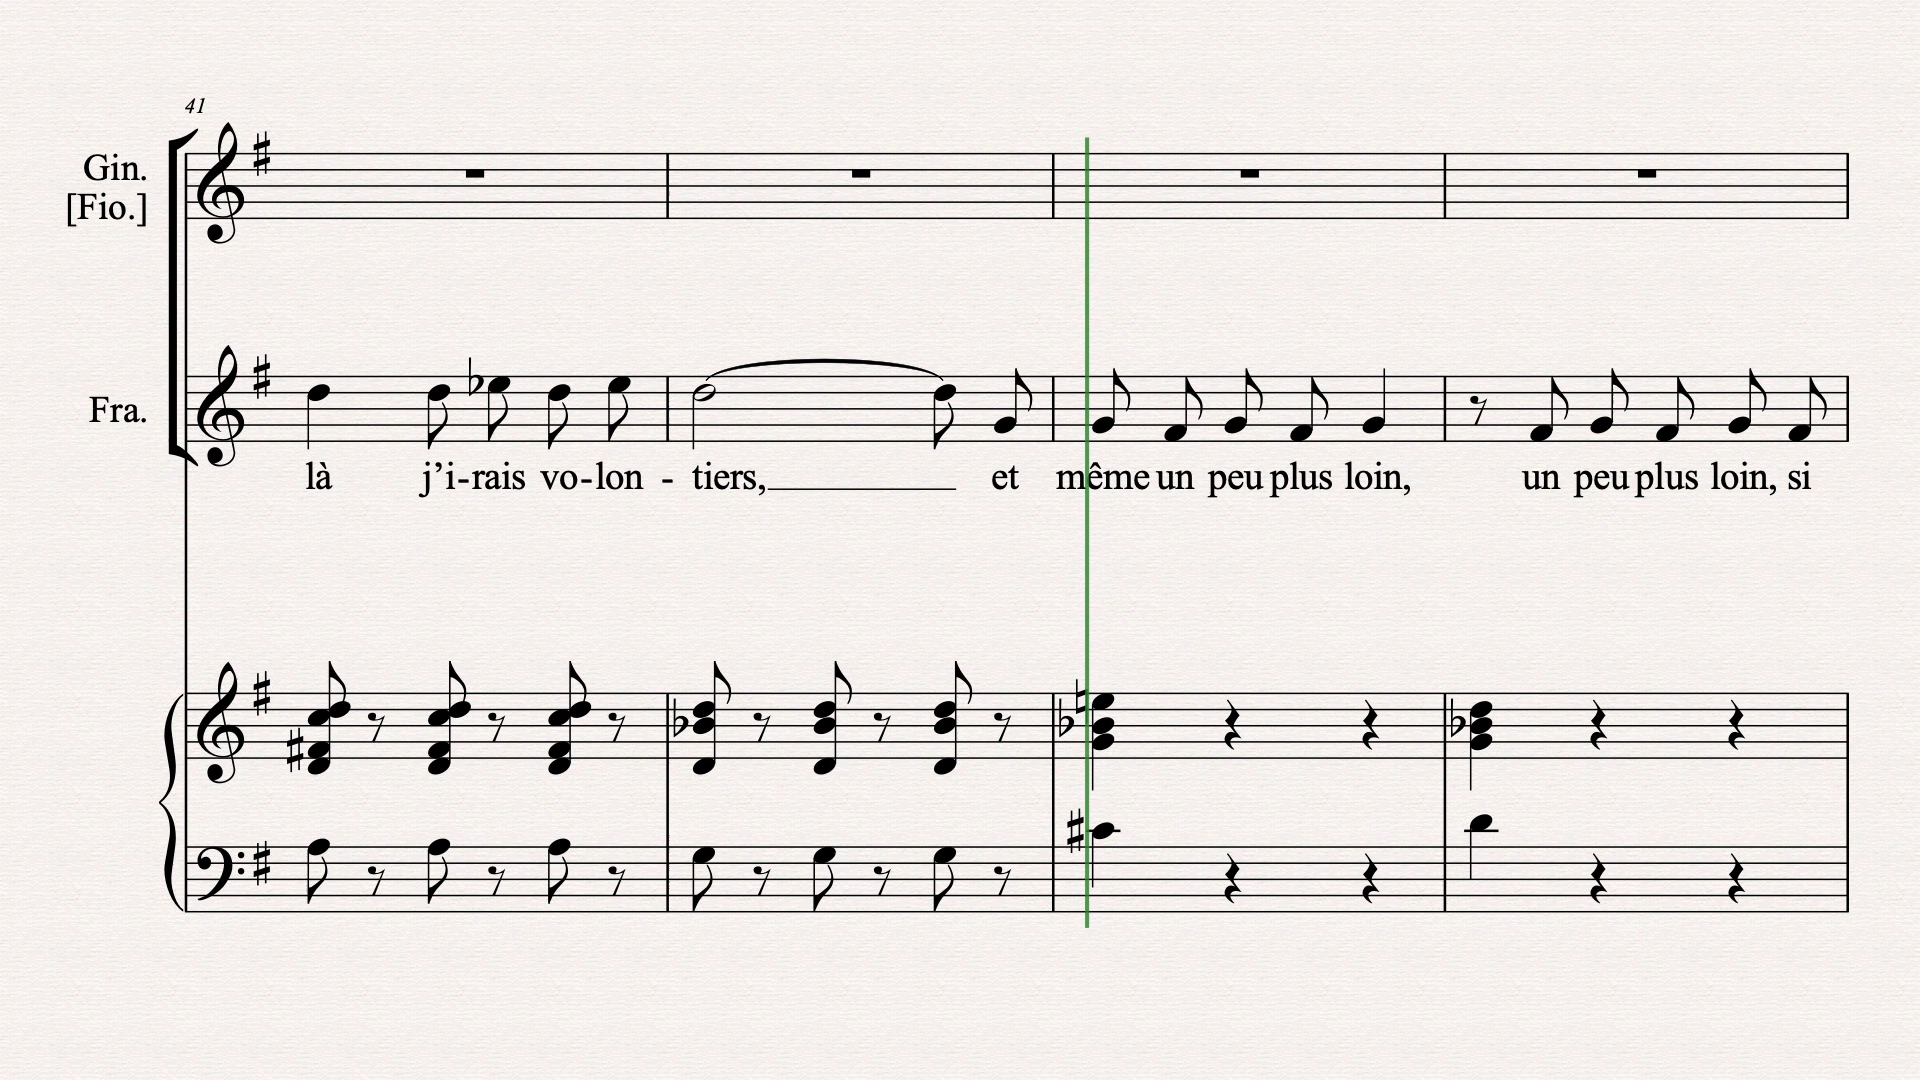 41
Gin.
[Fio.]
Fra.
là j’i-rais vo-lon - tiers, et même un peu plus loin, un peu plus loin, si